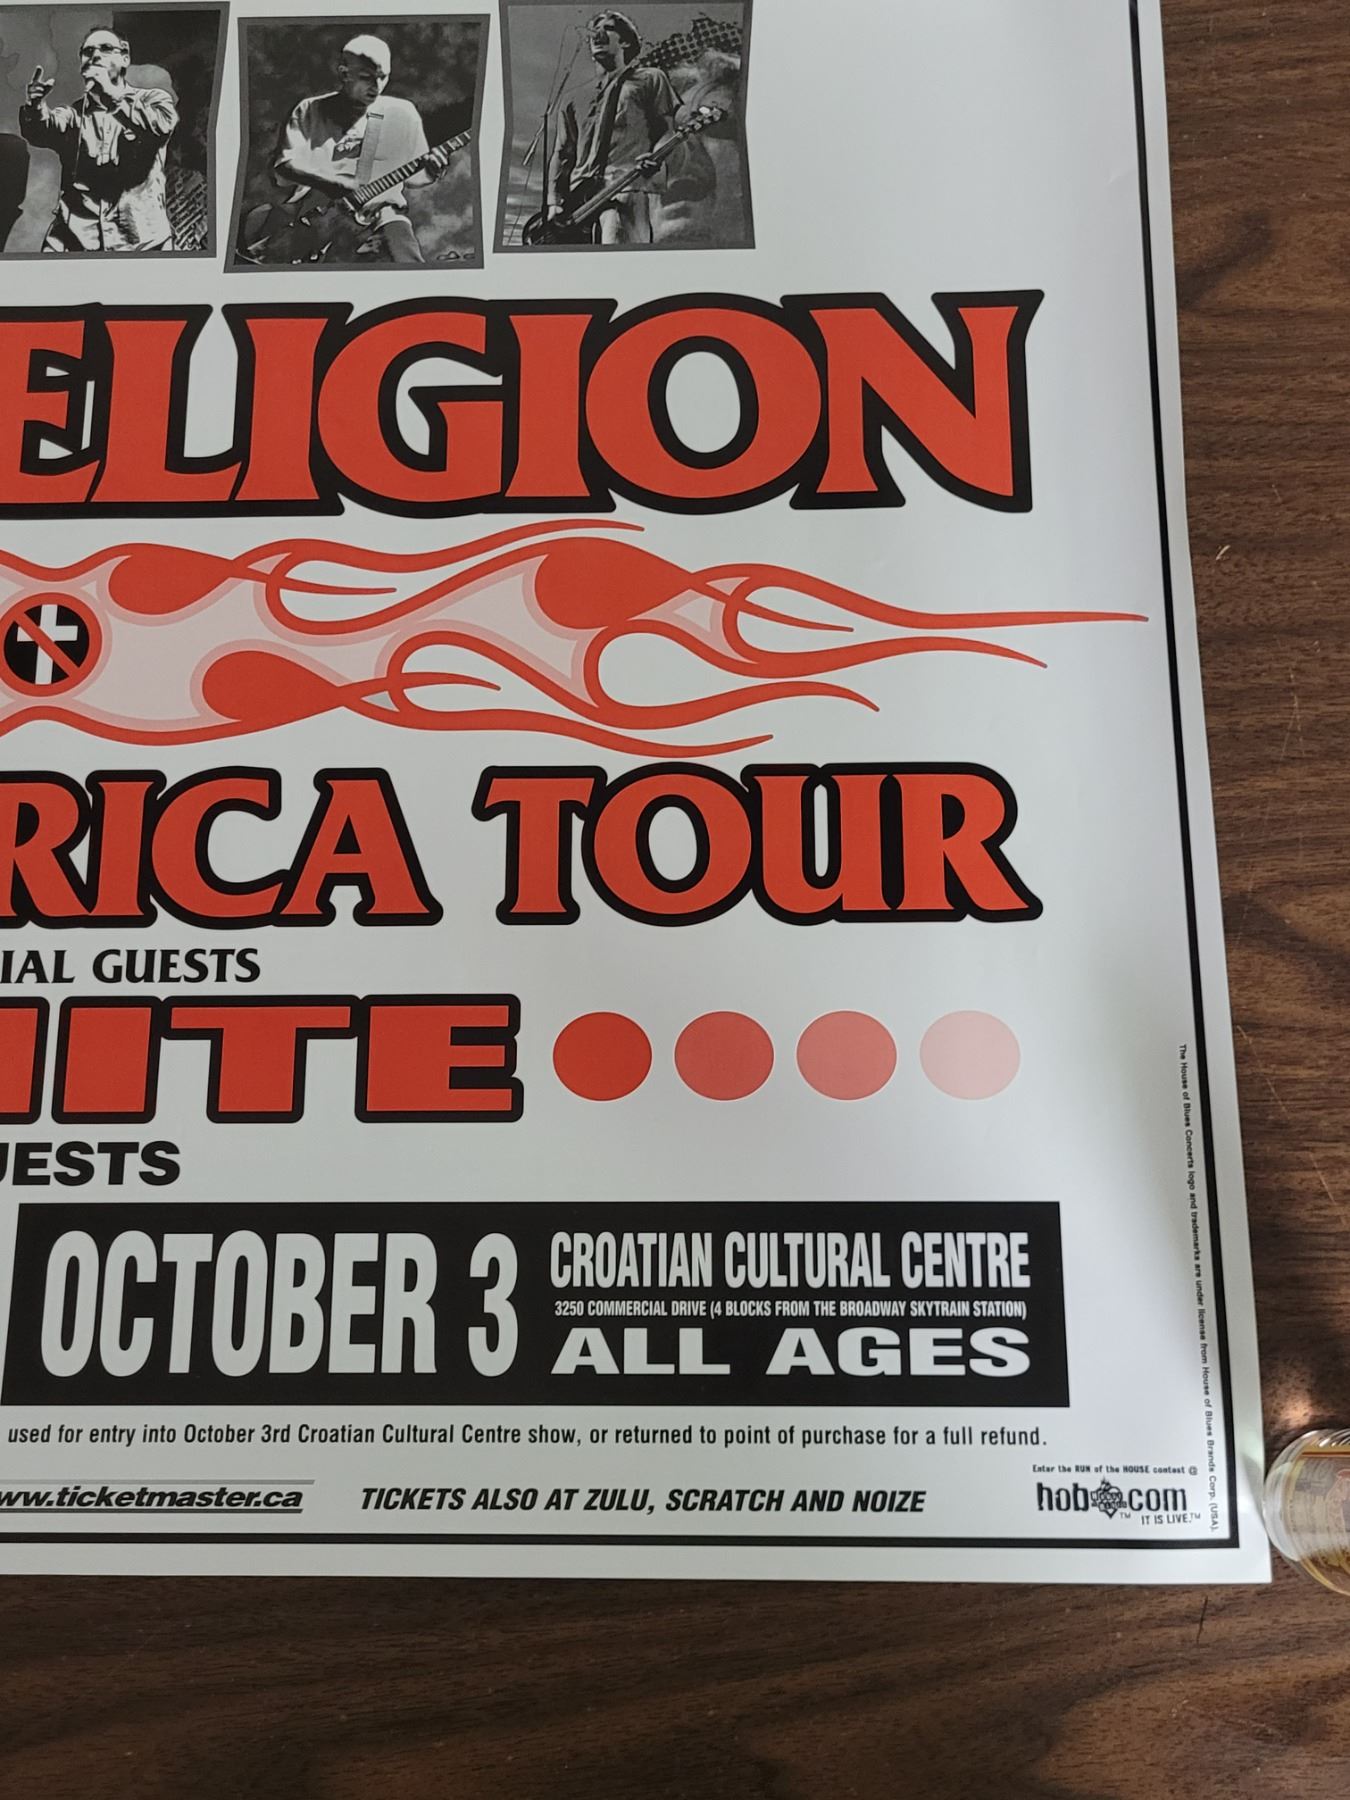 ELIGION
RICA TOUR
IAL GUESTS
ITE
UESTS
OCTOBER 3
CROATIAN CULTURAL CENTRE
3250 COMMERCIAL DRIVE (4 BLOCKS FROM THE BROADWAY SKYTRAIN STATION)
ALL AGES
used for entry into October 3rd Croatian Cultural Centre show, or returned to point of purchase for a full refund.
ww.ticketmaster.ca
TICKETS ALSO AT ZULU, SCRATCH AND NOIZE
Enter the RUN of the HOUSE contest @
hob.com
IT IS LIVE.™
The House of Blues Concerts logo and trademarks are under license from House of Blues Brands Corp. (USA).